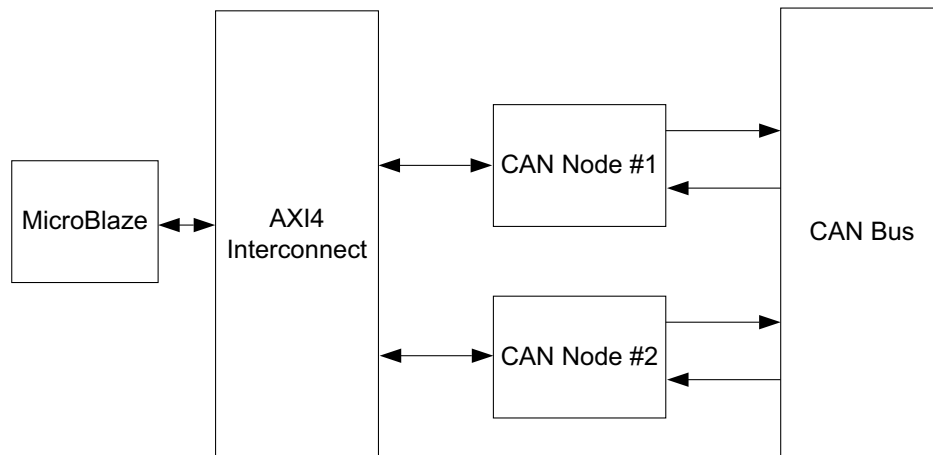 MicroBlaze
AXI4
Interconnect
CAN Node #1
CAN Node #2
CAN Bus